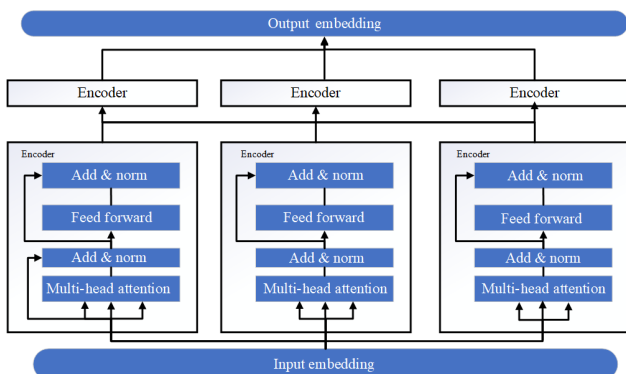 Output embedding
Encoder
Encoder
Encoder
Encoder
Add & norm
Feed forward
Add & norm
Multi-head attention
Encoder
Add & norm
Feed forward
Add & norm
Multi-head attention
Encoder
Add & norm
Feed forward
Add & norm
Multi-head attention
Input embedding